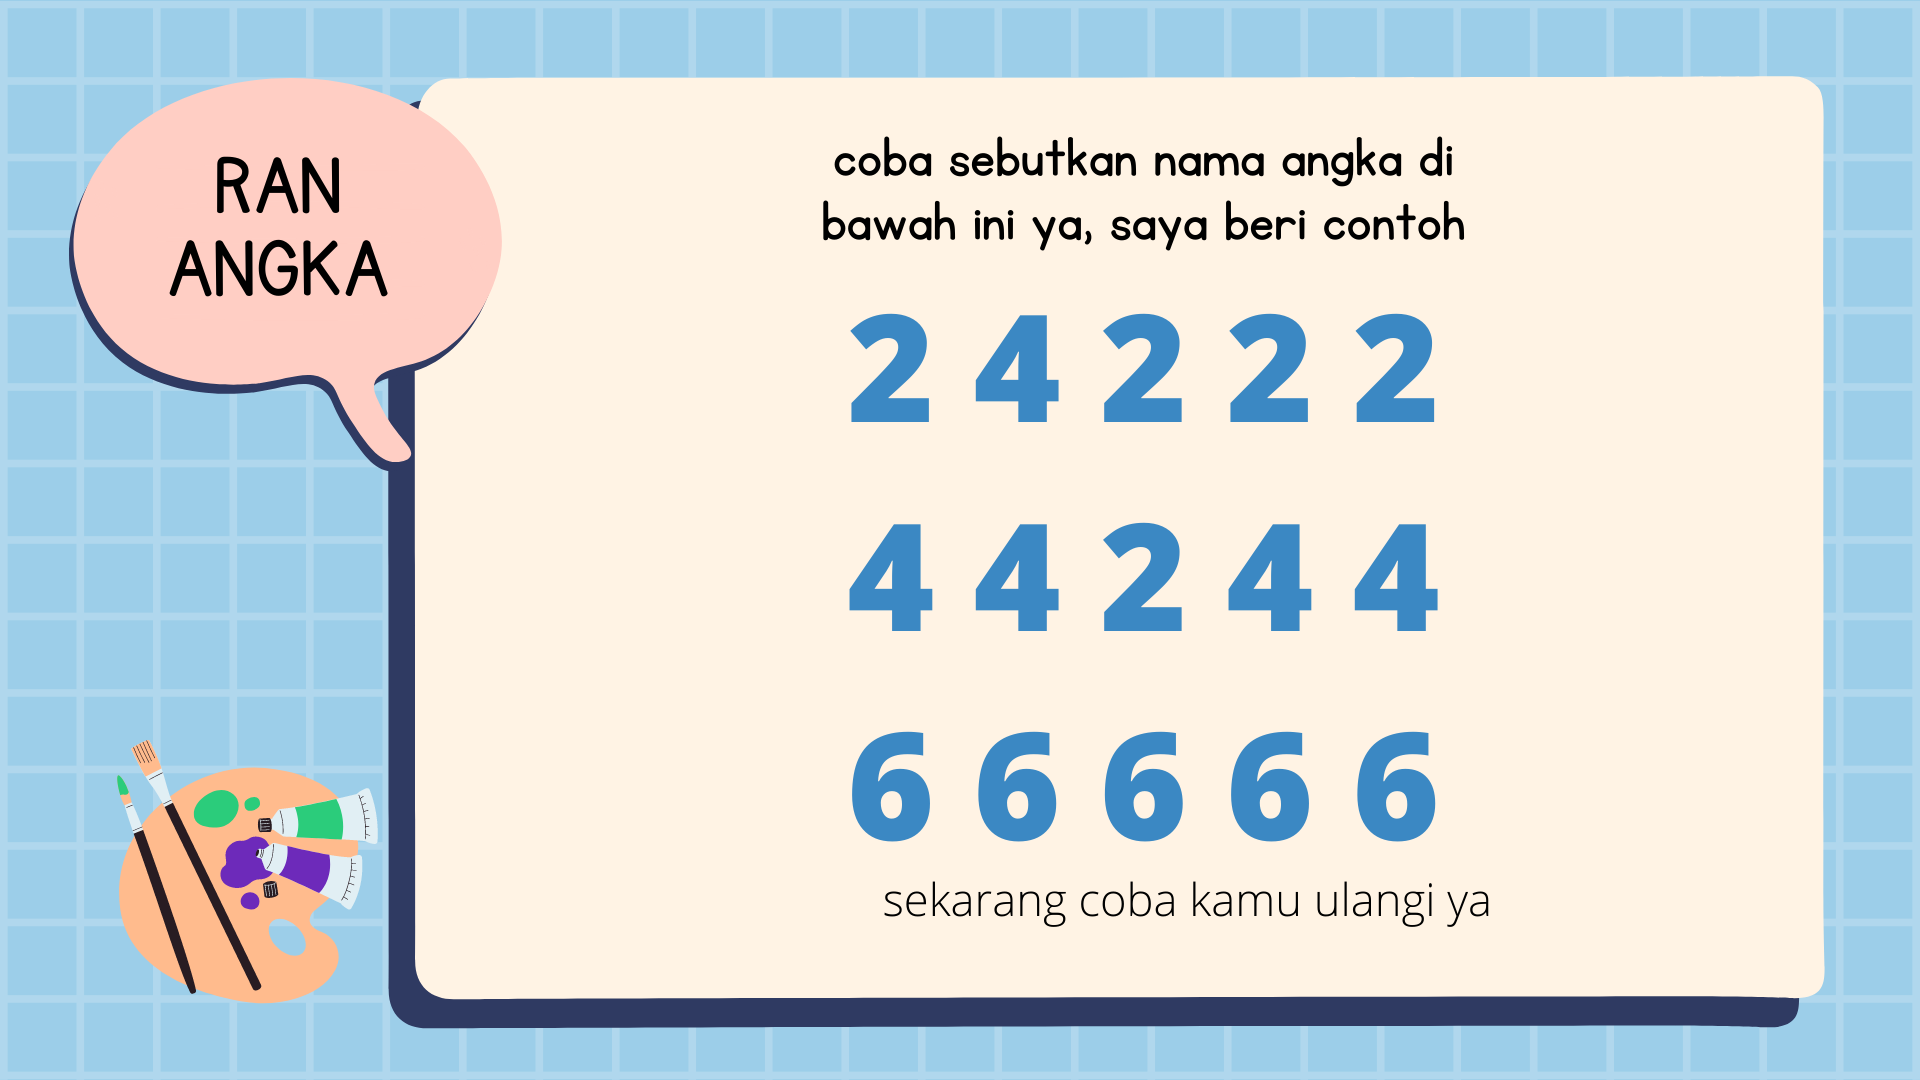 RAN
ANGKA
coba sebutkan nama angka di
bawah ini ya, saya beri contoh
2 4 2 2 2
4 4 2 4 4
6 6 6 6 6
sekarang coba kamu ulangi ya